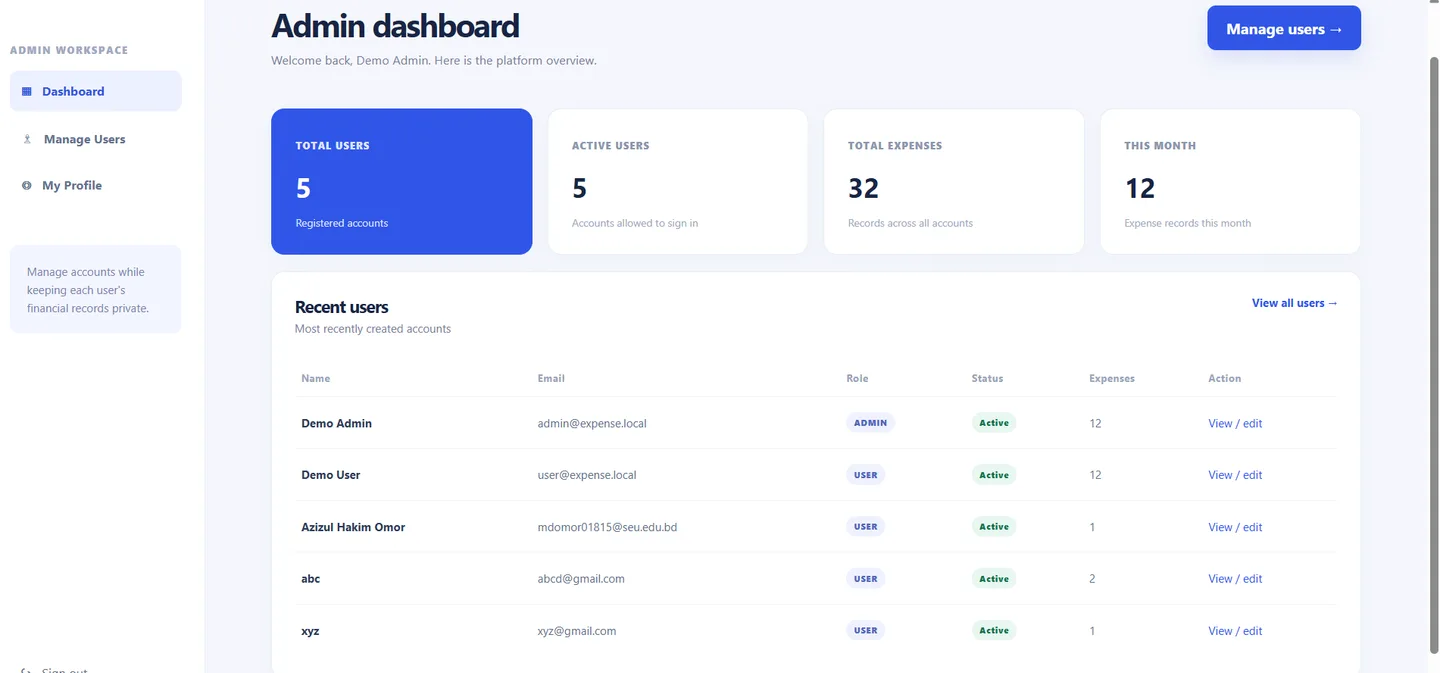 ADMIN WORKSPACE
Dashboard
Manage Users
My Profile
Manage accounts while
keeping each user's
financial records private.
Sign out
Admin dashboard
Welcome back, Demo Admin. Here is the platform overview.
Manage users →
TOTAL USERS
5
Registered accounts
ACTIVE USERS
5
Accounts allowed to sign in
TOTAL EXPENSES
32
Records across all accounts
THIS MONTH
12
Expense records this month
Recent users
Most recently created accounts
View all users →
Name Email Role Status Expenses Action
Demo Admin admin@expense.local ADMIN Active 12 View / edit
Demo User user@expense.local USER Active 12 View / edit
Azizul Hakim Omor mdomor01815@seu.edu.bd USER Active 1 View / edit
abc abcd@gmail.com USER Active 2 View / edit
xyz xyz@gmail.com USER Active 1 View / edit